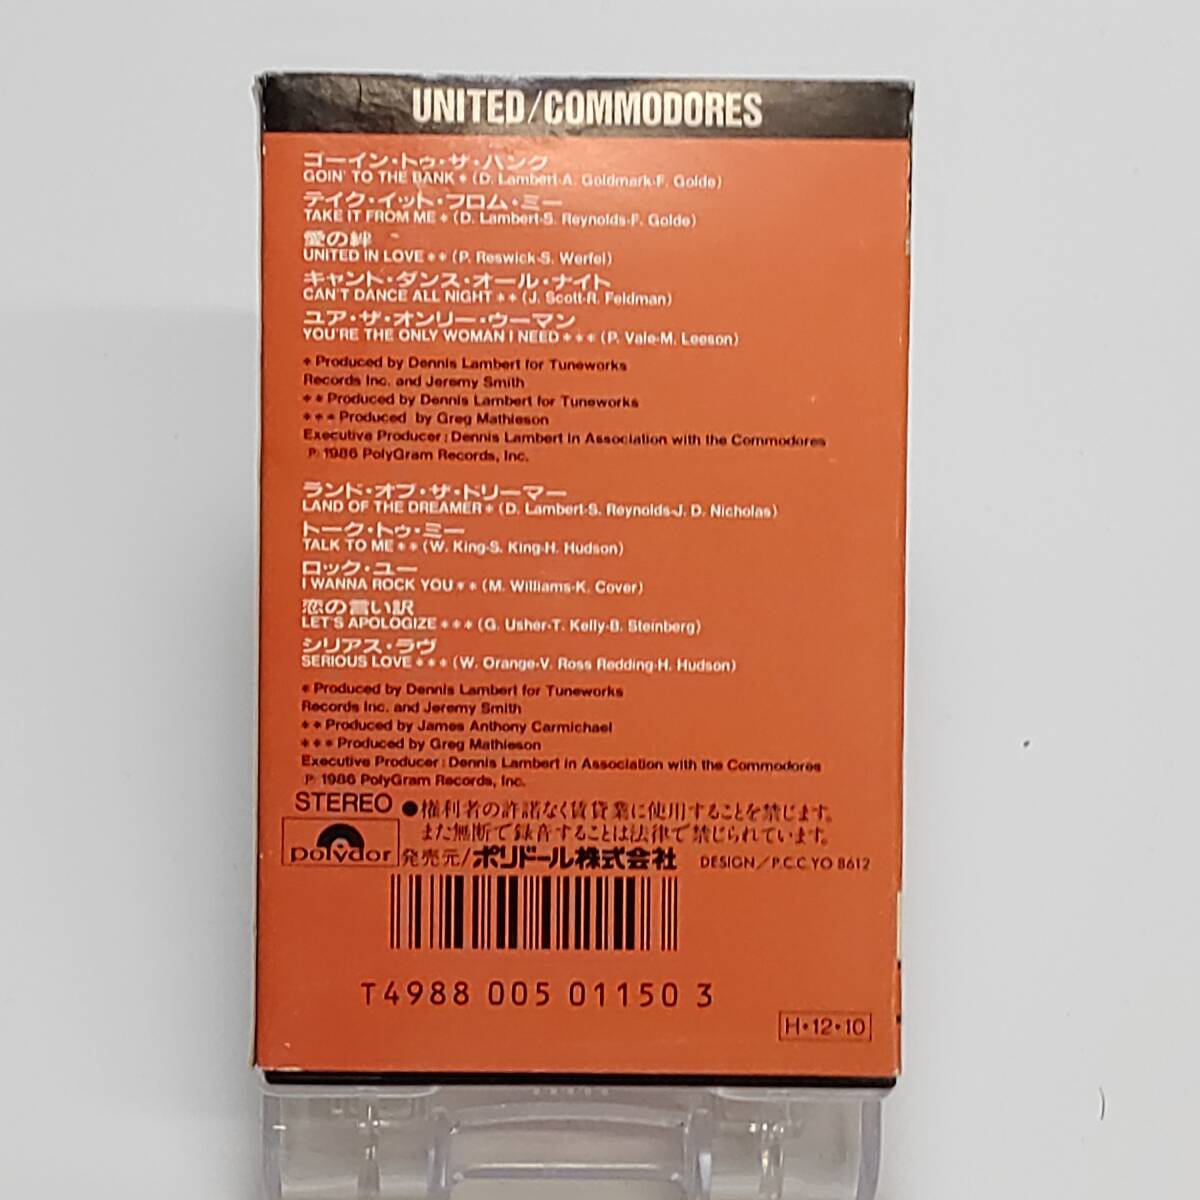 UNITED/COMMODORES
ゴーイン・トゥ・ザ・バンク
GOIN' TO THE BANK * (D. Lambert-A. Goldmark-F. Golde)
テイク・イット・フロム・ミー
TAKE IT FROM ME * (D. Lambert-S. Reynolds-F. Golde)
愛の絆
UNITED IN LOVE * * (P. Reswick-S. Werfel)
キャント・ダンス・オール・ナイト
CAN'T DANCE ALL NIGHT * * (J. Scott-R. Feldman)
ユア・ザ・オンリー・ウーマン
YOU'RE THE ONLY WOMAN I NEED * * * (P. Vale-M. Leeson)
* Produced by Dennis Lambert for Tuneworks
Records Inc. and Jeremy Smith
* * Produced by Dennis Lambert for Tuneworks
* * * Produced by Greg Mathieson
Executive Producer : Dennis Lambert in Association with the Commodores
℗ 1986 PolyGram Records, Inc.
ランド・オブ・ザ・ドリーマー
LAND OF THE DREAMER * (D. Lambert-S. Reynolds-J. D. Nicholas)
トーク・トゥ・ミー
TALK TO ME * * (W. King-S. King-H. Hudson)
ロック・ユー
I WANNA ROCK YOU * * (M. Williams-K. Cover)
恋の言い訳
LET'S APOLOGIZE * * * (G. Usher-T. Kelly-B. Steinberg)
シリアス・ラヴ
SERIOUS LOVE * * * (W. Orange-V. Ross Redding-H. Hudson)
* Produced by Dennis Lambert for Tuneworks
Records Inc. and Jeremy Smith
* * Produced by James Anthony Carmichael
* * * Produced by Greg Mathieson
Executive Producer : Dennis Lambert in Association with the Commodores
℗ 1986 PolyGram Records, Inc.
STEREO ●権利者の許諾なく賃貸業に使用することを禁じます。
また無断で録音することは法律で禁じられています。
polydor 発売元/ポリドール株式会社 DESIGN/P.C.C.YO 8612
T4988 005 01150 3
H・12・10